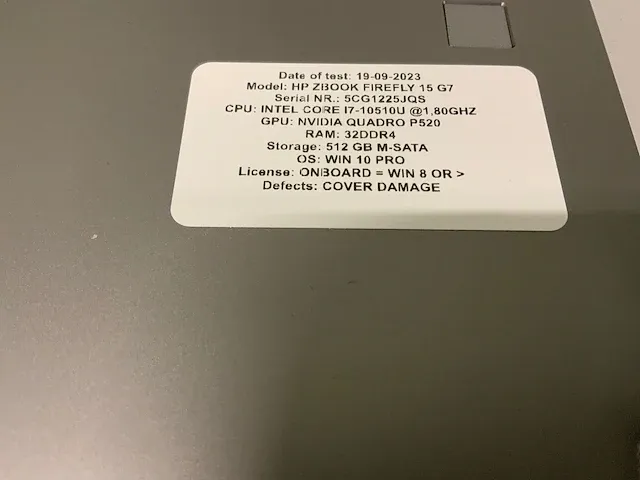 Date of test: 19-09-2023
Model: HP ZBOOK FIREFLY 15 G7
Serial NR.: 5CG1225JQS
CPU: INTEL CORE I7-10510U @1,80GHZ
GPU: NVIDIA QUADRO P520
RAM: 32DDR4
Storage: 512 GB M-SATA
OS: WIN 10 PRO
License: ONBOARD = WIN 8 OR >
Defects: COVER DAMAGE